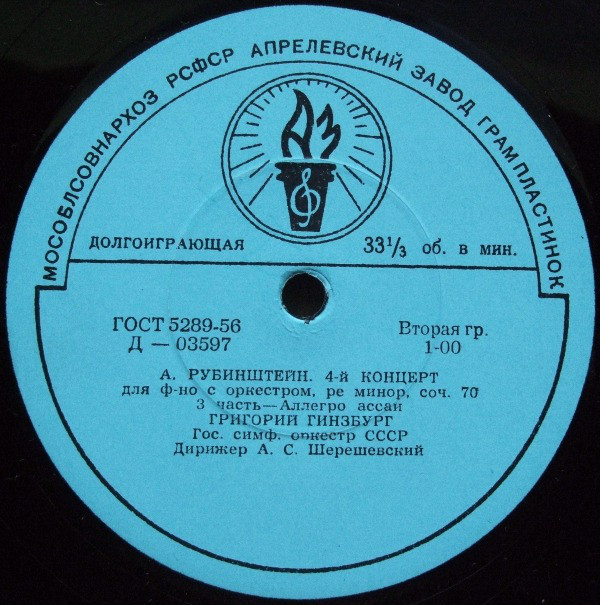 МОСОБЛСОВНАРХОЗ РСФСР АПРЕЛЕВСКИЙ ЗАВОД ГРАМПЛАСТИНОК
АЗ
ДОЛГОИГРАЮЩАЯ
33 1/3 об. в мин.
ГОСТ 5289-56
Д — 03597
Вторая гр.
1-00
А. РУБИНШТЕЙН. 4-й КОНЦЕРТ
для ф-но с оркестром, ре минор, соч. 70
3 часть—Аллегро ассаи
ГРИГОРИЙ ГИНЗБУРГ
Гос. симф. оркестр СССР
Дирижер А. С. Шерешевский